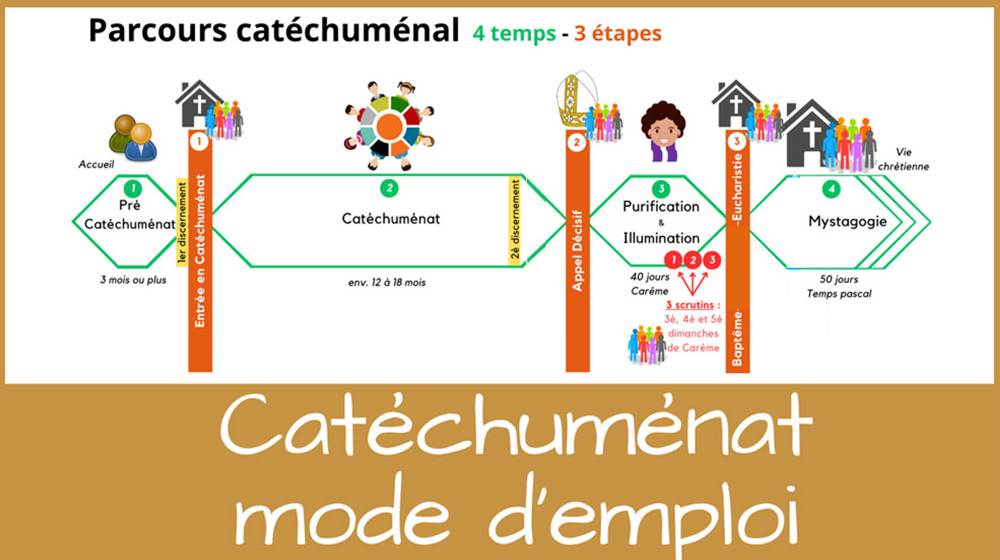 Parcours catéchuménal 4 temps - 3 étapes
Accueil
1
Pré
Catéchuménat
3 mois ou plus
1er discernement
1
Entrée en Catéchuménat
2
Catéchuménat
env. 12 à 18 mois
2è discernement
2
Appel Décisif
3
Purification
&
Illumination
1 2 3
40 jours
Carême
3 scrutins :
3è, 4è et 5è
dimanches
de Carême
3
Baptême- -Eucharistie
4
Mystagogie
50 jours
Temps pascal
Vie
chrétienne
Catéchuménat
mode d'emploi